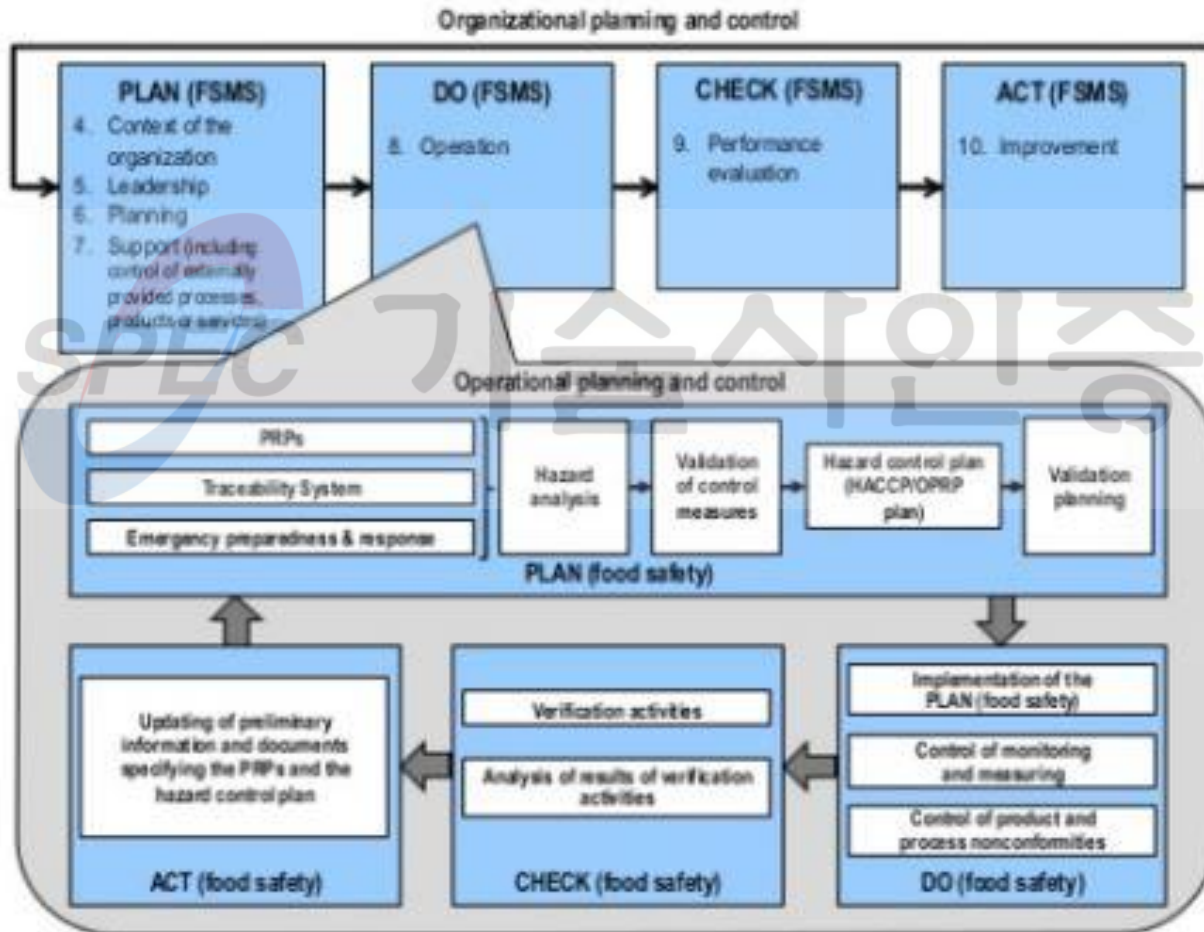 Organizational planning and control
PLAN (FSMS)
4. Context of the
organization
5. Leadership
6. Planning
7. Support (including
control of externally
provided processes,
products or services)
DO (FSMS)
8. Operation
CHECK (FSMS)
9. Performance
evaluation
ACT (FSMS)
10. Improvement
SPEC 기술사인증
Operational planning and control
PRPs
Traceability System
Emergency preparedness & response
Hazard
analysis
Validation
of control
measures
Hazard control plan
(HACCP/OPRP
plan)
Validation
planning
PLAN (food safety)
Implementation of the
PLAN (food safety)
Control of monitoring
and measuring
Control of product and
process nonconformities
DO (food safety)
Verification activities
Analysis of results of verification
activities
CHECK (food safety)
Updating of preliminary
information and documents
specifying the PRPs and the
hazard control plan
ACT (food safety)